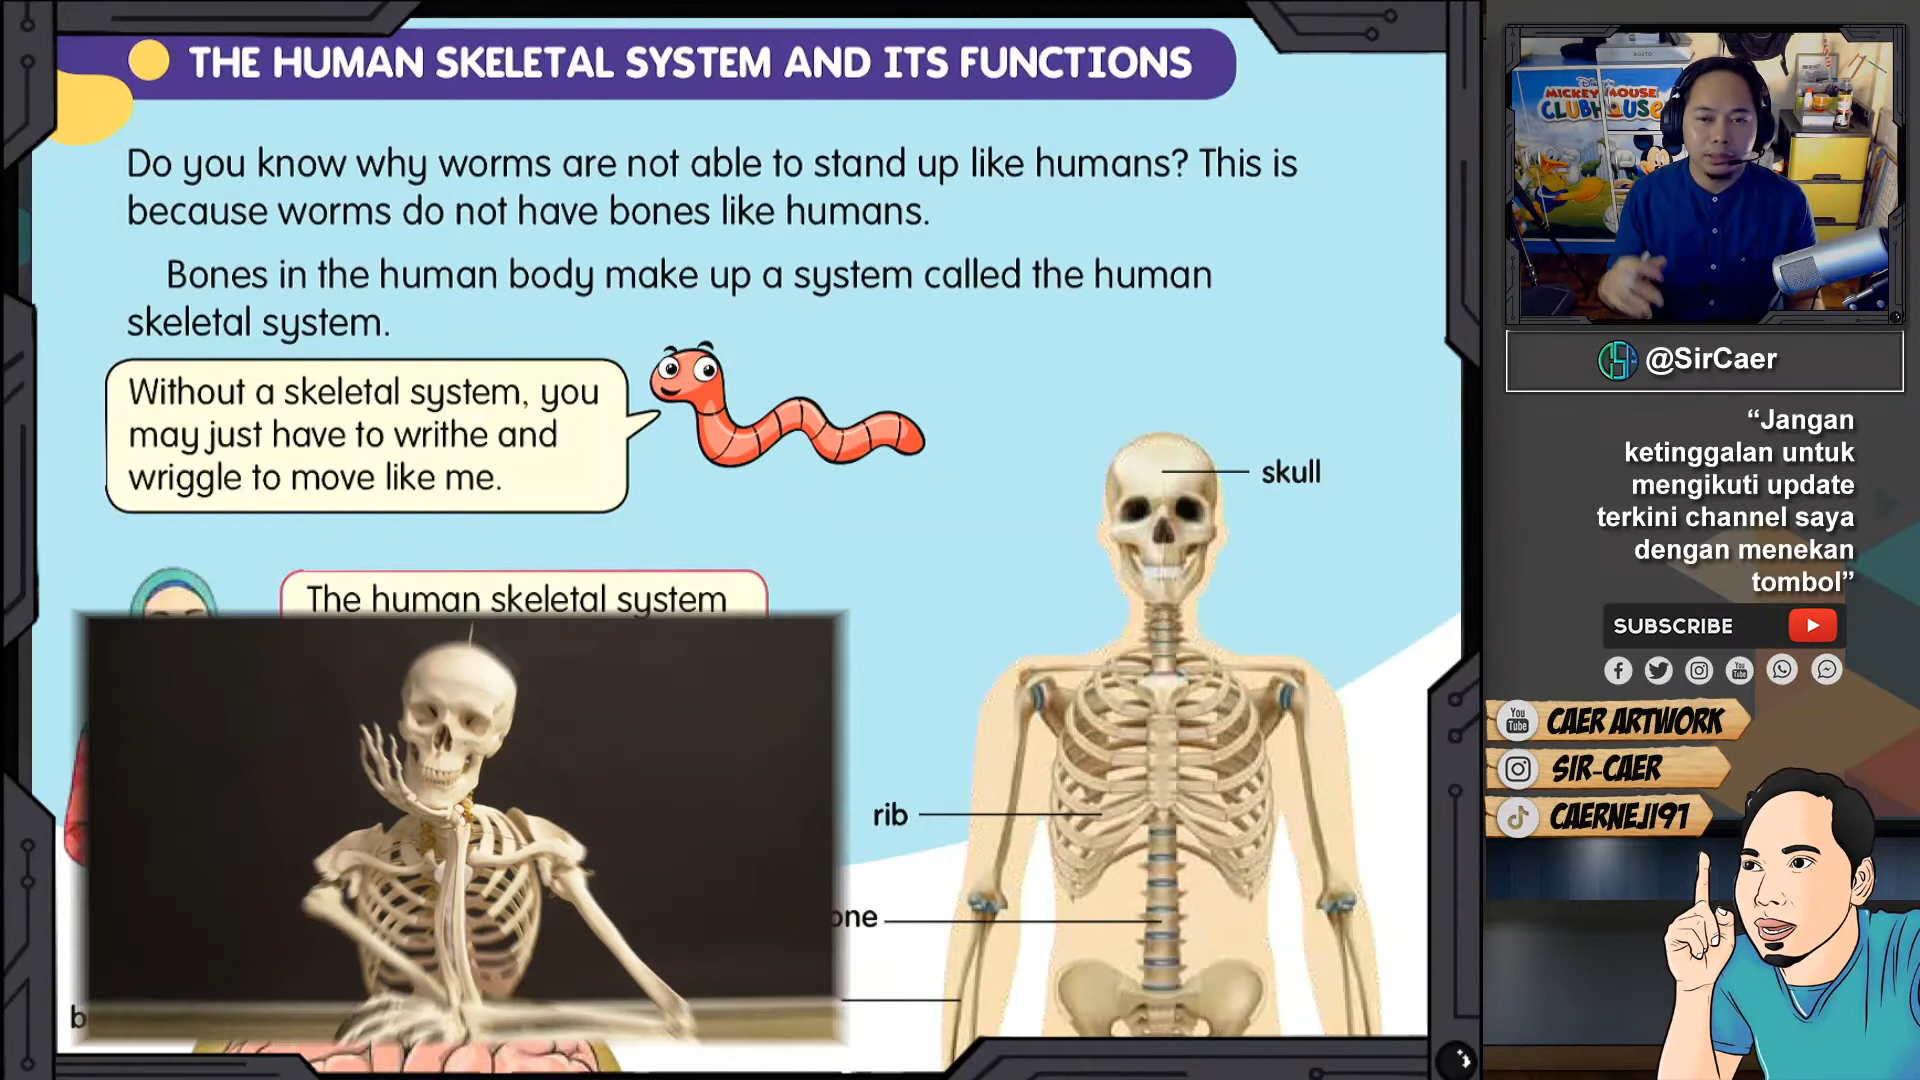 THE HUMAN SKELETAL SYSTEM AND ITS FUNCTIONS
Do you know why worms are not able to stand up like humans? This is
because worms do not have bones like humans.
Bones in the human body make up a system called the human
skeletal system.
Without a skeletal system, you
may just have to writhe and
wriggle to move like me.
The human skeletal system
skull
rib
one
b
MICKEY MOUSE
CLUBHOUSE
@SirCaer
“Jangan
ketinggalan untuk
mengikuti update
terkini channel saya
dengan menekan
tombol”
SUBSCRIBE
You
Tube
CAER ARTWORK
SIR-CAER
CAERNEJI97